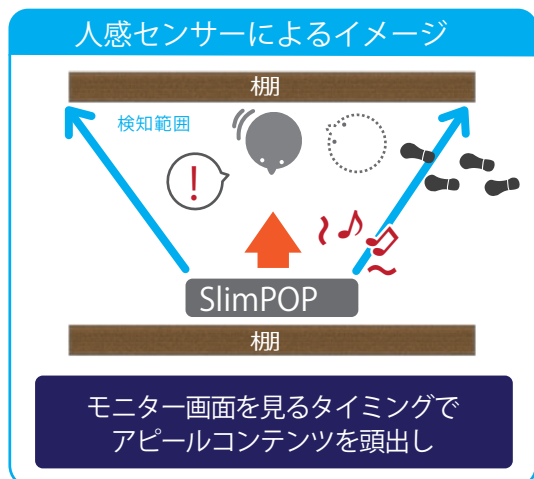 人感センサーによるイメージ
棚
検知範囲
!
SlimPOP
棚
モニター画面を見るタイミングで
アピールコンテンツを頭出し